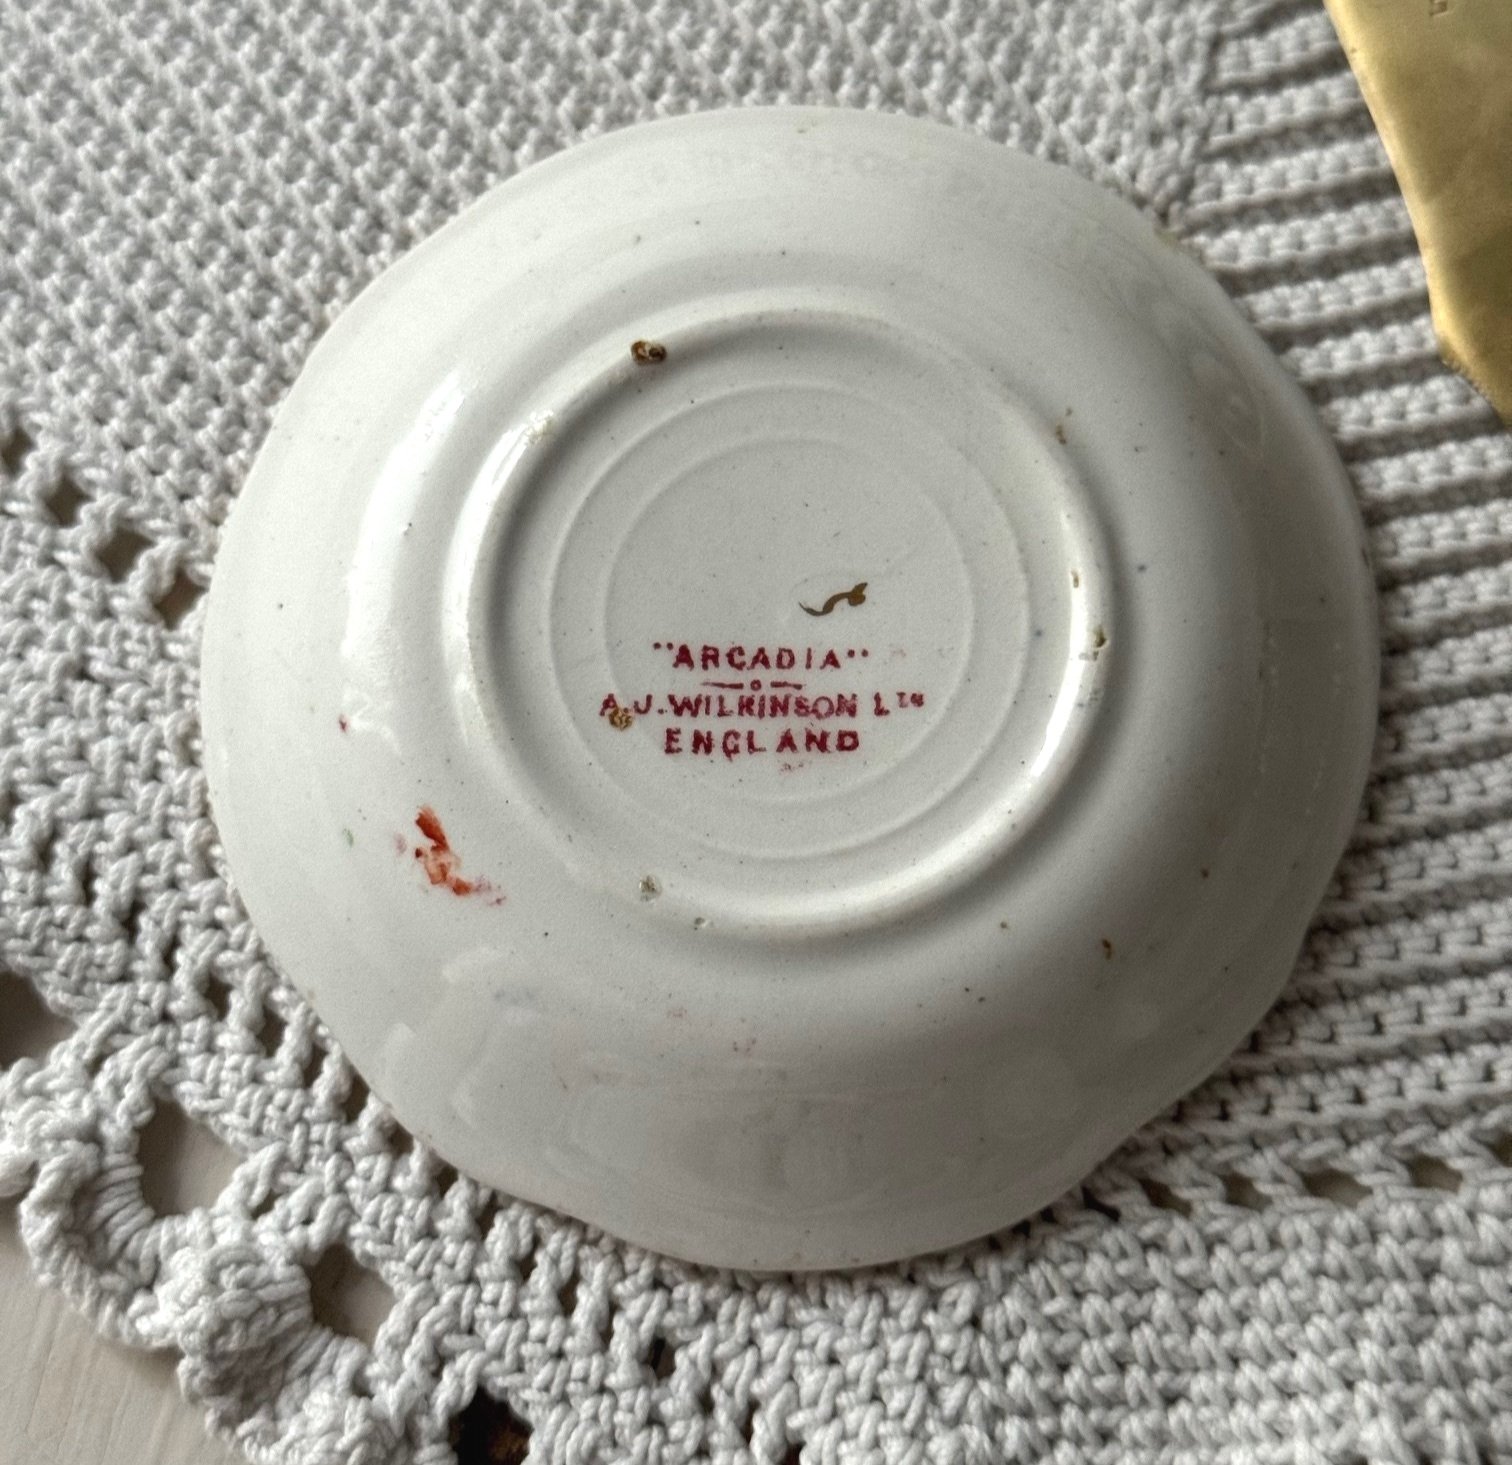 "ARCADIA"
A.J. WILKINSON LTD
ENGLAND